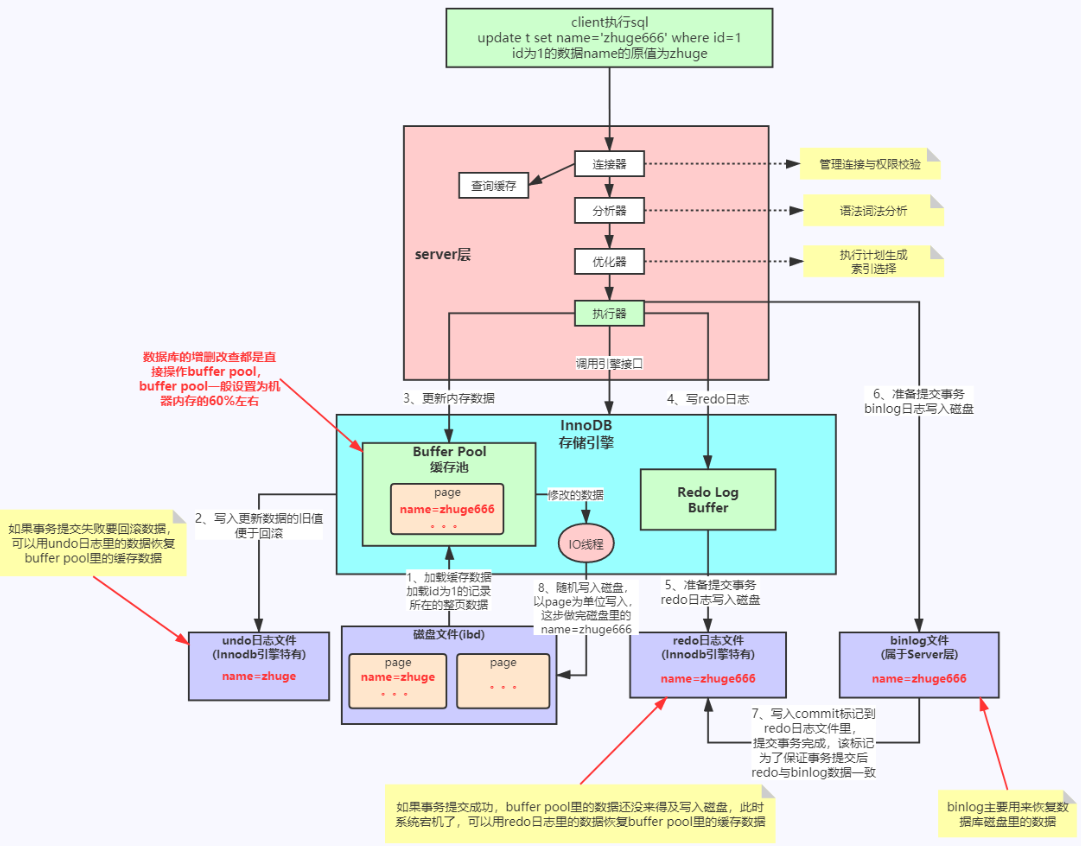 client执行sql
update t set name='zhuge666' where id=1
id为1的数据name的原值为zhuge
连接器
管理连接与权限校验
查询缓存
分析器
语法词法分析
server层
优化器
执行计划生成
索引选择
执行器
调用引擎接口
数据库的增删改查都是直
接操作buffer pool,
buffer pool一般设置为机
器内存的60%左右
3、更新内存数据
4、写redo日志
6、准备提交事务
binlog日志写入磁盘
InnoDB
存储引擎
Buffer Pool
缓存池
page
name=zhuge666
。。。
修改的数据
IO线程
Redo Log
Buffer
如果事务提交失败要回滚数据,
可以用undo日志里的数据恢复
buffer pool里的缓存数据
2、写入更新数据的旧值
便于回滚
1、加载缓存数据
加载id为1的记录
所在的整页数据
8、随机写入磁盘,
以page为单位写入,
这步做完磁盘里的
name=zhuge666
5、准备提交事务
redo日志写入磁盘
undo日志文件
(Innodb引擎特有)
name=zhuge
磁盘文件(ibd)
page
name=zhuge
。。。
page
。。。
redo日志文件
(Innodb引擎特有)
name=zhuge666
binlog文件
(属于Server层)
name=zhuge666
7、写入commit标记到
redo日志文件里,
提交事务完成，该标记
为了保证事务提交后
redo与binlog数据一致
如果事务提交成功，buffer pool里的数据还没来得及写入磁盘，此时
系统宕机了，可以用redo日志里的数据恢复buffer pool里的缓存数据
binlog主要用来恢复数
据库磁盘里的数据